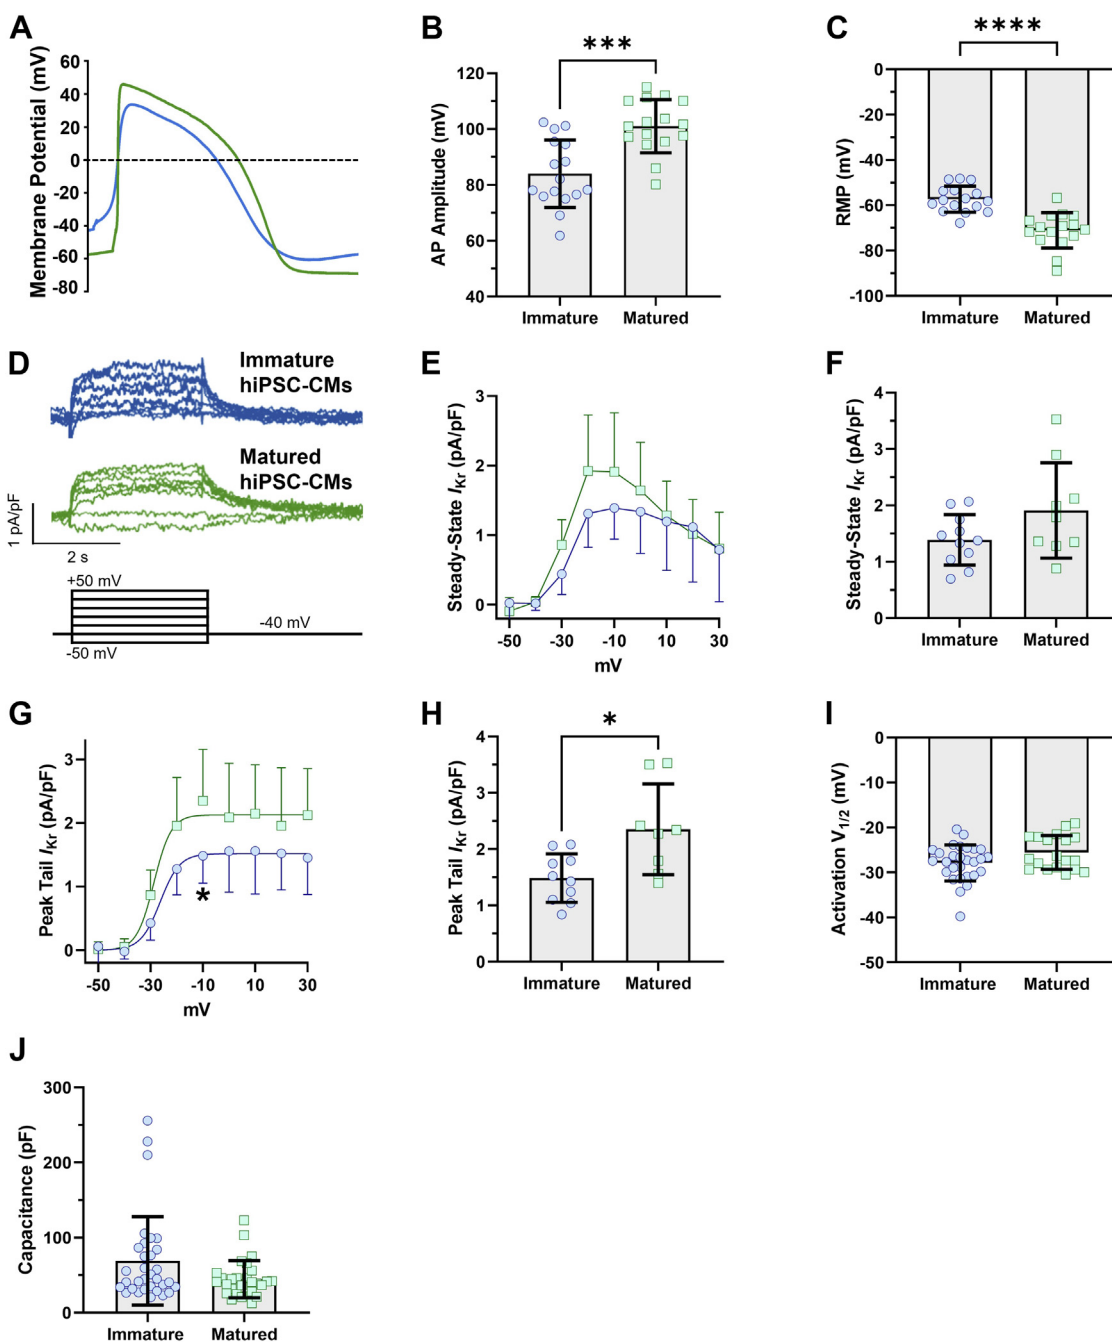 A
Membrane Potential (mV)
60
40
20
0
-20
-40
-60
-80
B
***
AP Amplitude (mV)
120
100
80
60
40
Immature Matured
C
****
RMP (mV)
0
-20
-40
-60
-80
-100
Immature Matured
D
Immature
hiPSC-CMs
Matured
hiPSC-CMs
1 pA/pF
2 s
+50 mV
-40 mV
-50 mV
E
Steady-State IKr (pA/pF)
3
2
1
0
-50 -30 -10 10 30
mV
F
Steady-State IKr (pA/pF)
4
3
2
1
0
Immature Matured
G
Peak Tail IKr (pA/pF)
3
2
1
0
*
-50 -30 -10 10 30
mV
H
*
Peak Tail IKr (pA/pF)
4
3
2
1
0
Immature Matured
I
Activation V1/2 (mV)
0
-10
-20
-30
-40
-50
Immature Matured
J
Capacitance (pF)
300
200
100
0
Immature Matured